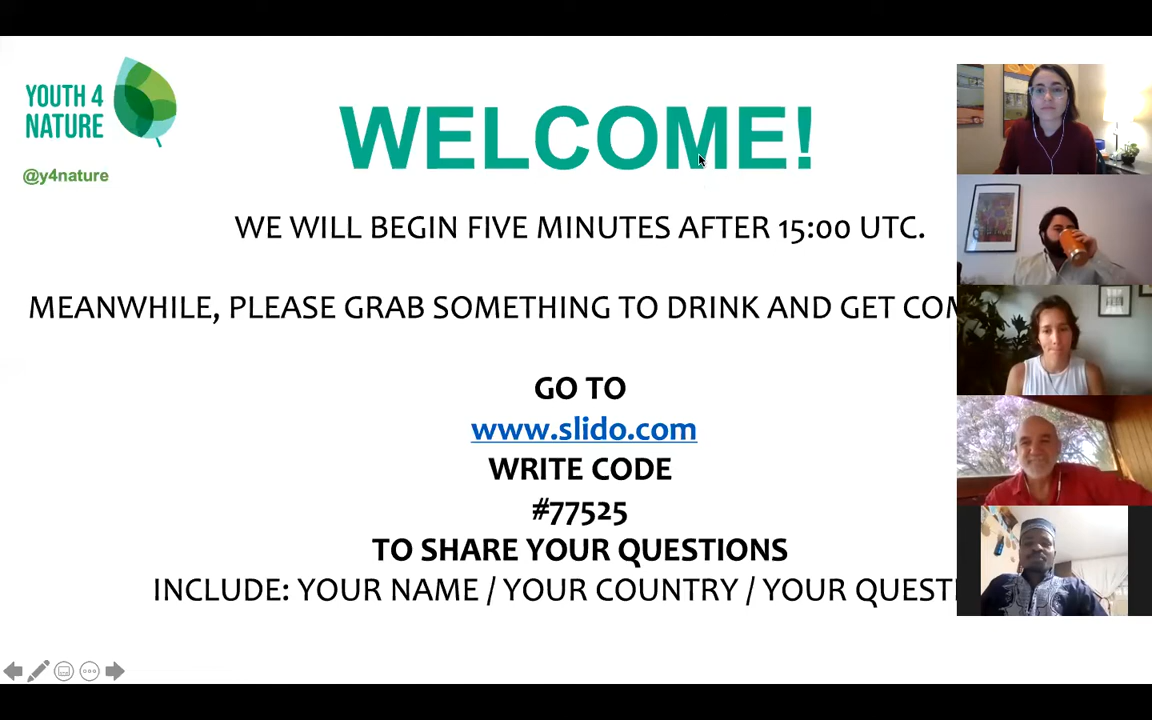 YOUTH 4
NATURE
@y4nature
WELCOME!
WE WILL BEGIN FIVE MINUTES AFTER 15:00 UTC.
MEANWHILE, PLEASE GRAB SOMETHING TO DRINK AND GET
GO TO
www.slido.com
WRITE CODE
#77525
TO SHARE YOUR QUESTIONS
INCLUDE: YOUR NAME / YOUR COUNTRY / YOUR